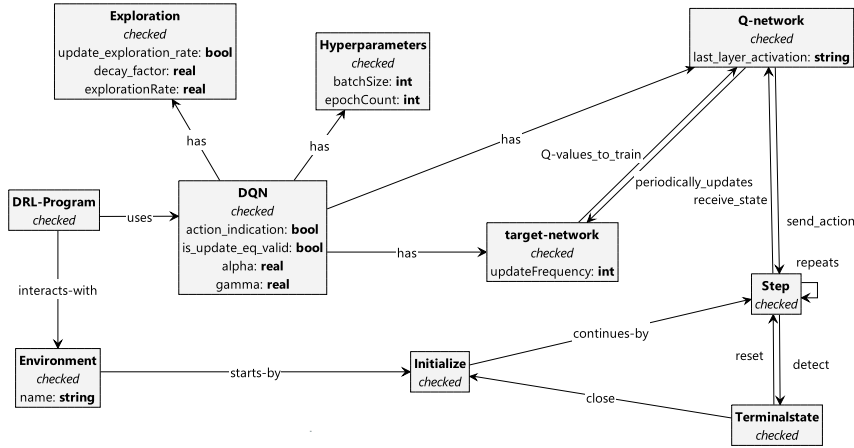 Exploration
checked
update_exploration_rate: bool
decay_factor: real
explorationRate: real
Hyperparameters
checked
batchSize: int
epochCount: int
Q-network
checked
last_layer_activation: string
has
has
has
Q-values_to_train
periodically_updates
receive_state
send_action
DRL-Program
checked
uses
DQN
checked
action_indication: bool
is_update_eq_valid: bool
alpha: real
gamma: real
has
target-network
checked
updateFrequency: int
repeats
Step
checked
interacts-with
continues-by
reset
detect
Environment
checked
name: string
starts-by
Initialize
checked
close
Terminalstate
checked